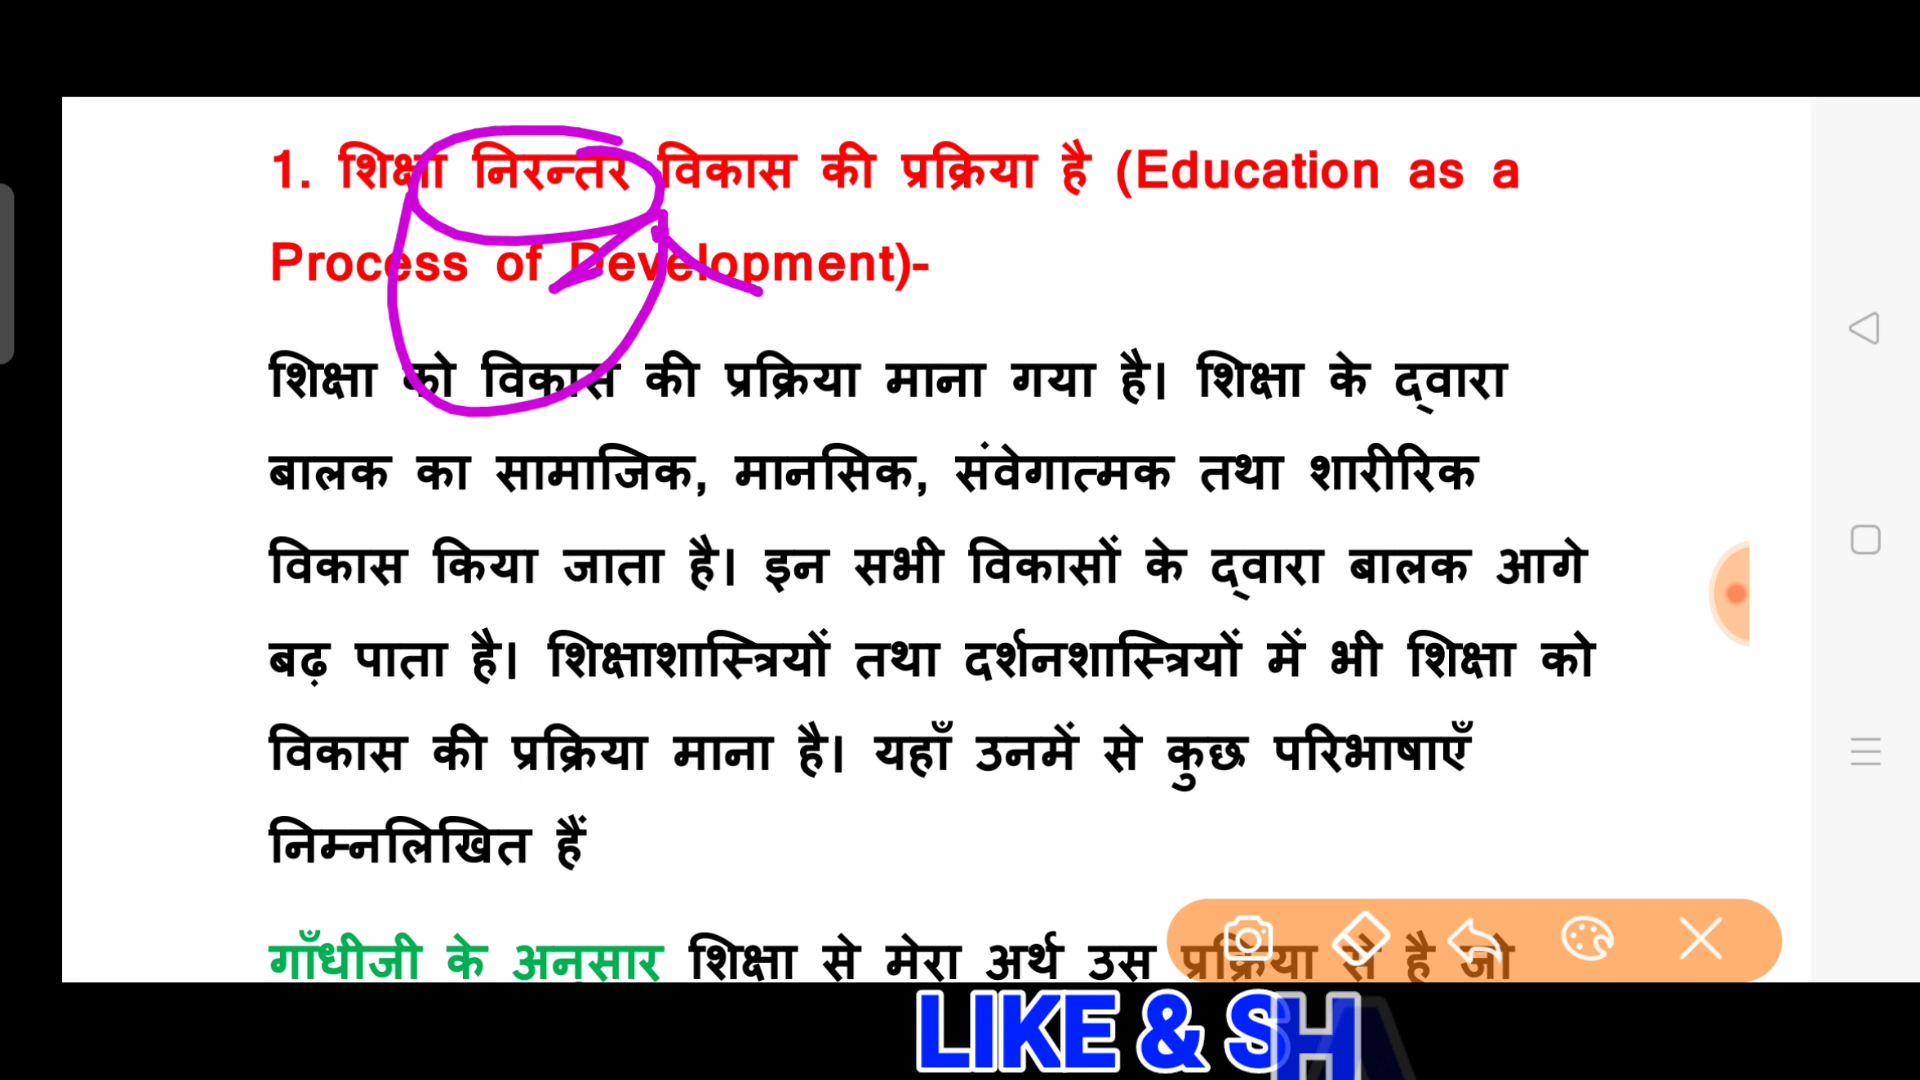 1. शिक्षा निरन्तर विकास की प्रक्रिया है (Education as a
Process of Development)-
शिक्षा को विकास की प्रक्रिया माना गया है। शिक्षा के द्वारा
बालक का सामाजिक, मानसिक, संवेगात्मक तथा शारीरिक
विकास किया जाता है। इन सभी विकासों के द्वारा बालक आगे
बढ़ पाता है। शिक्षाशास्त्रियों तथा दर्शनशास्त्रियों में भी शिक्षा को
विकास की प्रक्रिया माना है। यहाँ उनमें से कुछ परिभाषाएँ
निम्नलिखित हैं
गाँधीजी के अनुसार शिक्षा से मेरा अर्थ उस प्रक्रिया से है जो
LIKE & SH